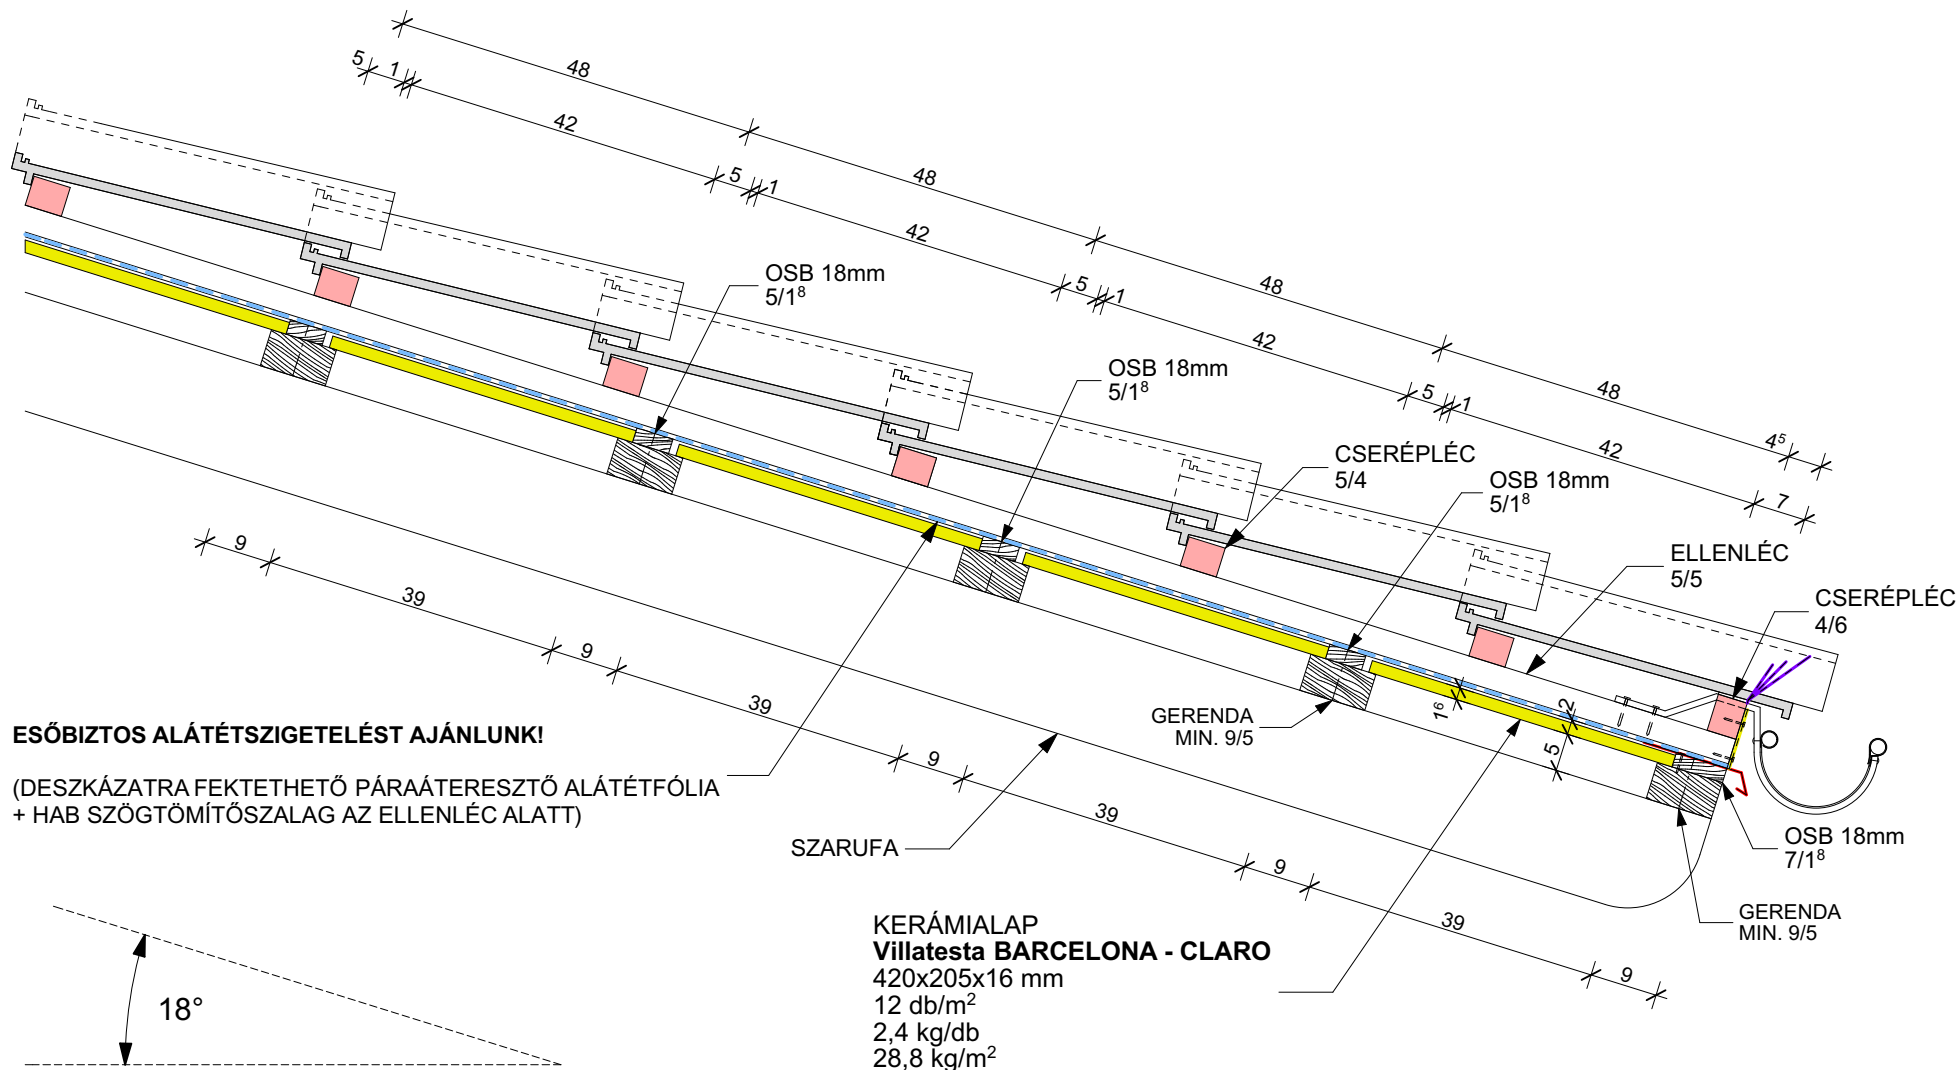 48
5
1
42
48
5
1
42
48
5
1
42
48
5
1
42
4⁵
7
OSB 18mm
5/1⁸
OSB 18mm
5/1⁸
CSERÉPLÉC
5/4
OSB 18mm
5/1⁸
ELLENLÉC
5/5
CSERÉPLÉC
4/6
9
39
9
39
9
39
9
39
9
1⁶
2
5
GERENDA
MIN. 9/5
ESŐBIZTOS ALÁTÉTSZIGETELÉST AJÁNLUNK!
(DESZKÁZATRA FEKTETHETŐ PÁRAÁTERESZTŐ ALÁTÉTFÓLIA
+ HAB SZÖGTÖMÍTŐSZALAG AZ ELLENLÉC ALATT)
SZARUFA
OSB 18mm
7/1⁸
GERENDA
MIN. 9/5
KERÁMIALAP
Villatesta BARCELONA - CLARO
420x205x16 mm
12 db/m²
2,4 kg/db
28,8 kg/m²
18°